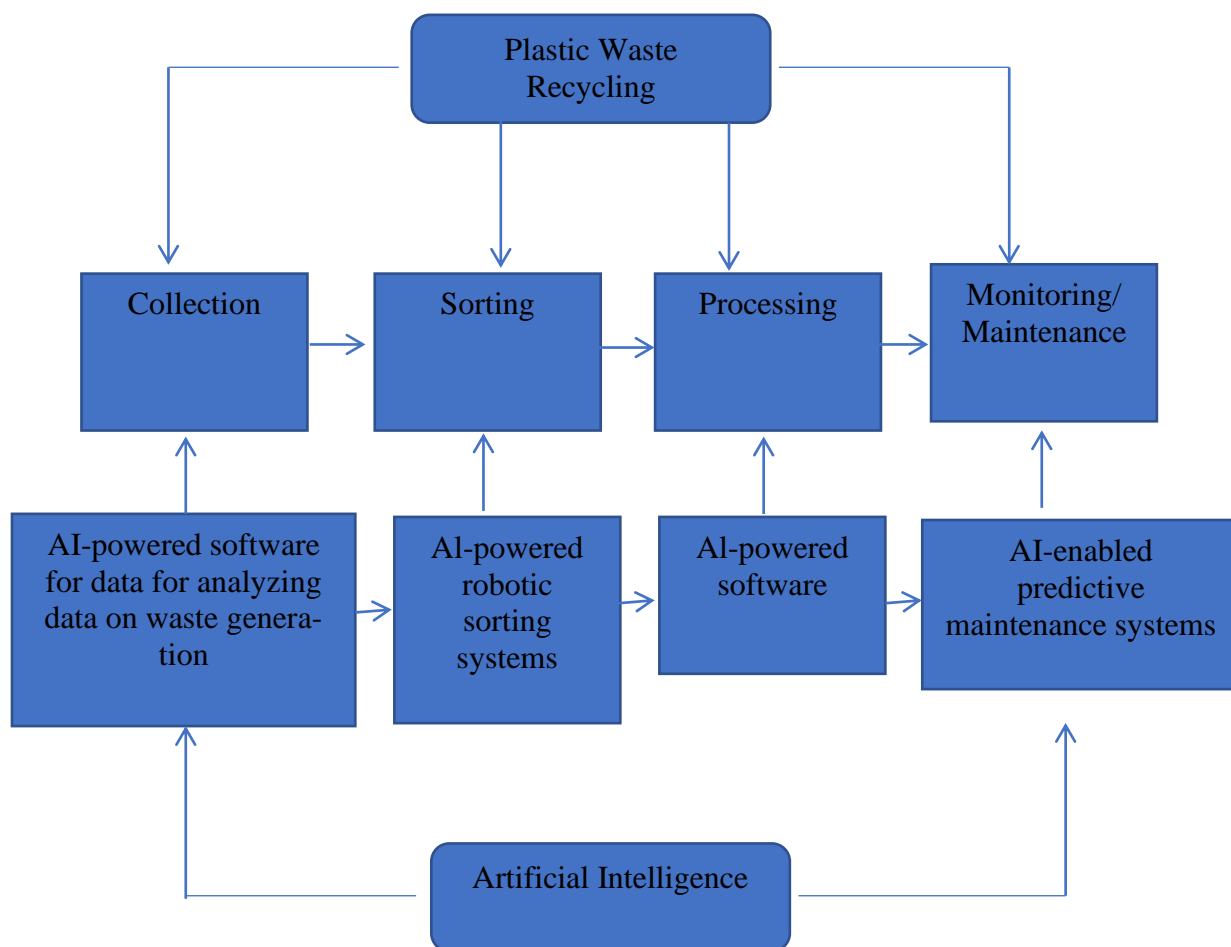 Plastic Waste
Recycling
Collection
Sorting
Processing
Monitoring/
Maintenance
AI-powered software
for data for analyzing
data on waste genera-
tion
Al-powered
robotic
sorting
systems
Al-powered
software
AI-enabled
predictive
maintenance systems
Artificial Intelligence